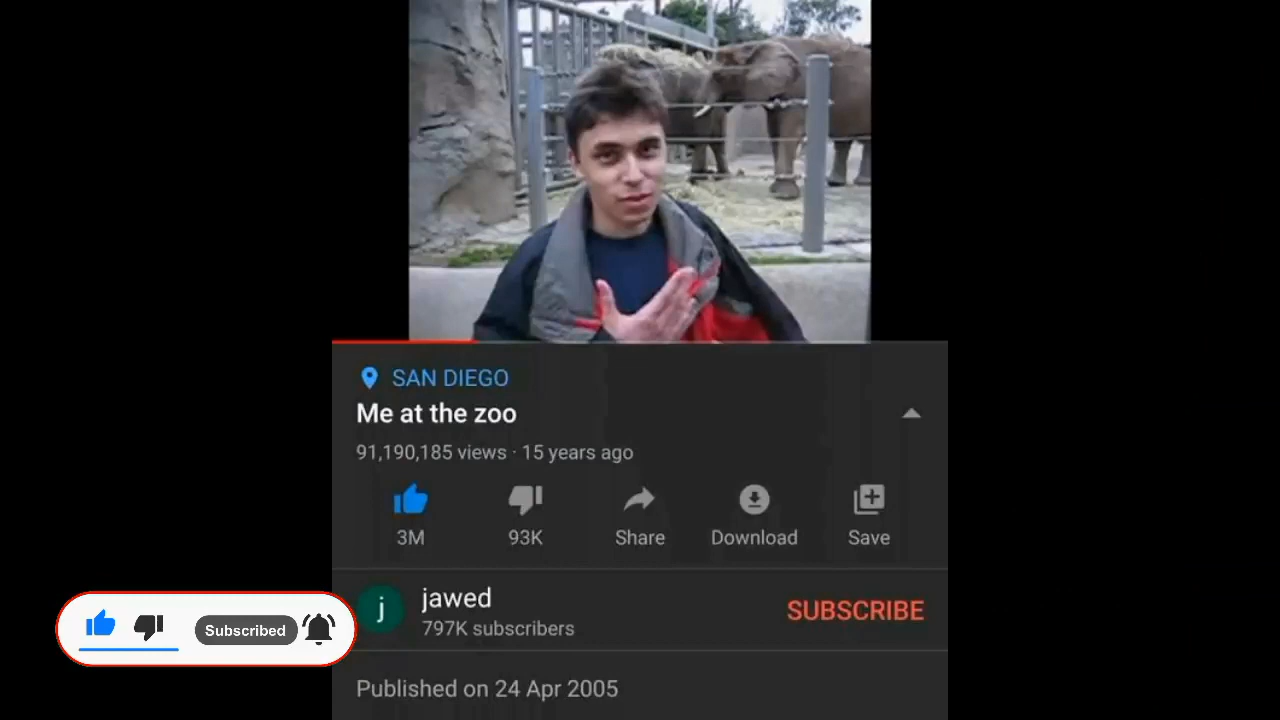 SAN DIEGO
Me at the zoo
91,190,185 views · 15 years ago
3M 93K Share Download Save
j jawed SUBSCRIBE
797K subscribers
Subscribed
Published on 24 Apr 2005